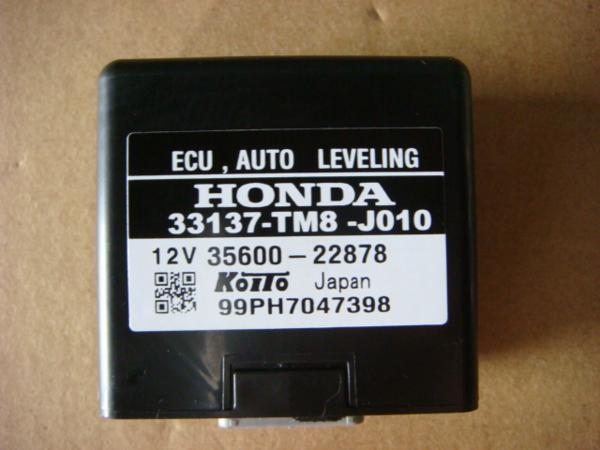 ECU , AUTO LEVELING
HONDA
33137-TM8 -J010
12V 35600-22878
KoiTo Japan
99PH7047398